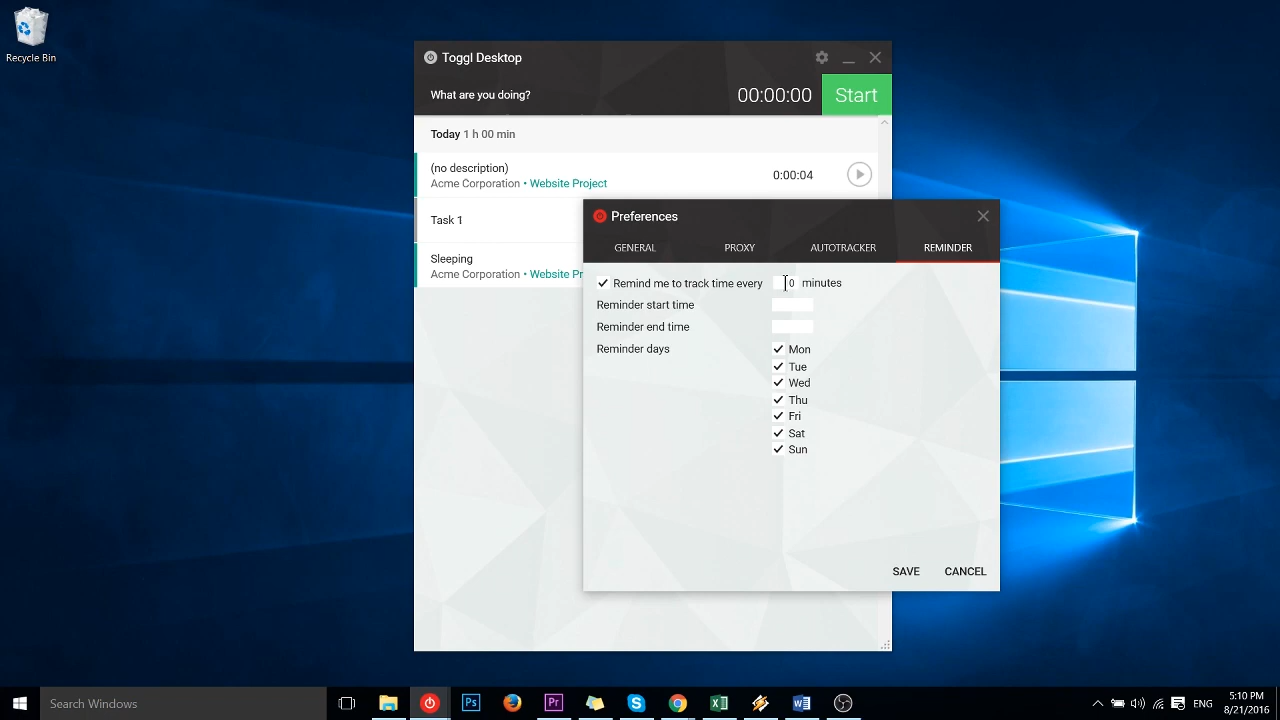 Recycle Bin
Toggl Desktop
What are you doing?
00:00:00
Start
Today 1 h 00 min
(no description)
Acme Corporation • Website Project
0:00:04
Task 1
Sleeping
Acme Corporation • Website Pr
Preferences
GENERAL
PROXY
AUTOTRACKER
REMINDER
Remind me to track time every 0 minutes
Reminder start time
Reminder end time
Reminder days
Mon
Tue
Wed
Thu
Fri
Sat
Sun
SAVE
CANCEL
Search Windows
Ps
Pr
ENG
5:10 PM
8/21/2016